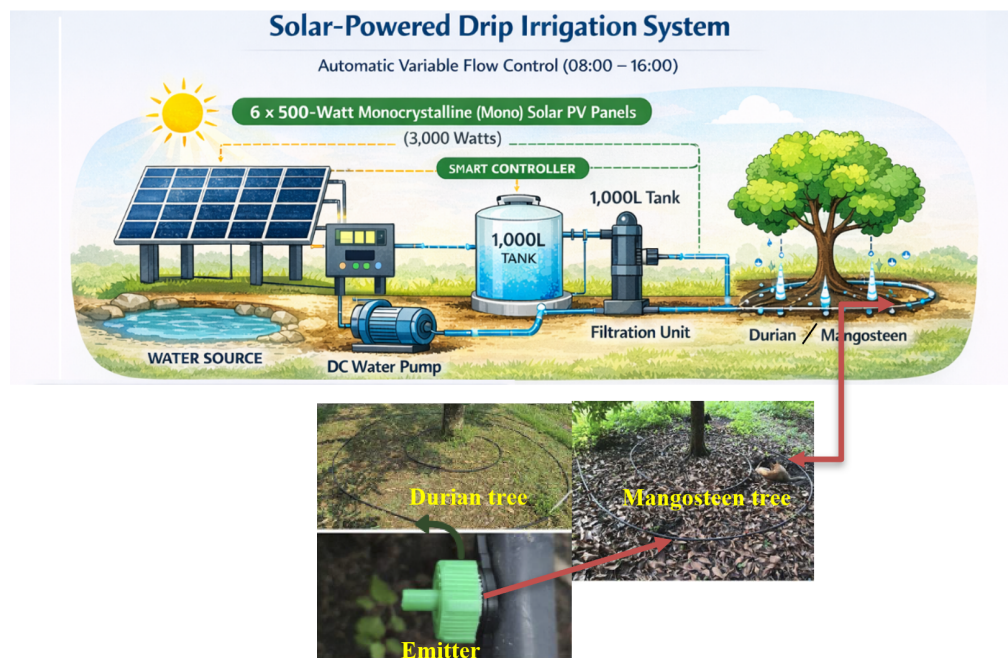 Solar-Powered Drip Irrigation System
Automatic Variable Flow Control (08:00 – 16:00)
6 x 500-Watt Monocrystalline (Mono) Solar PV Panels
(3,000 Watts)
SMART CONTROLLER
1,000L Tank
1,000L
TANK
WATER SOURCE
DC Water Pump
Filtration Unit
Durian / Mangosteen
Durian tree
Mangosteen tree
Emitter